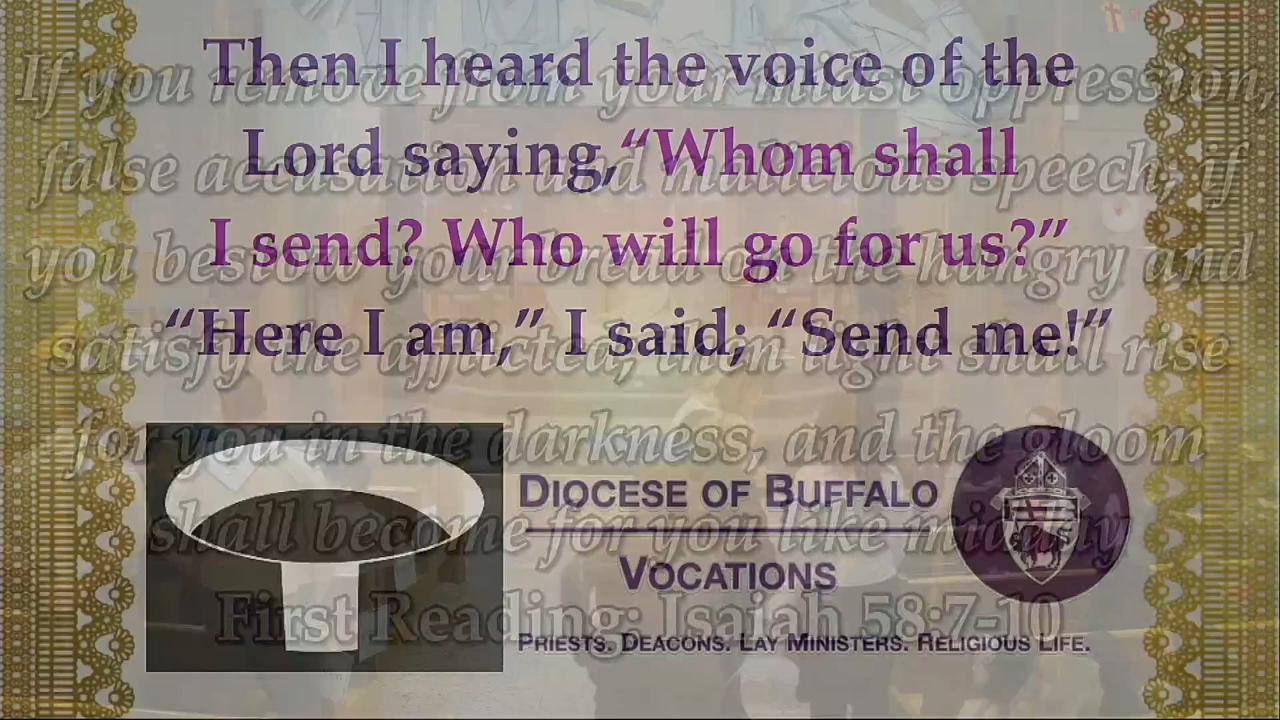 Then I heard the voice of the
Lord saying, “Whom shall
I send? Who will go for us?”
“Here I am,” I said; “Send me!”
DIOCESE OF BUFFALO
VOCATIONS
PRIESTS. DEACONS. LAY MINISTERS. RELIGIOUS LIFE.
If you remove from your midst oppression,
false accusation and malicious speech; if
you bestow your bread on the hungry and
satisfy the afflicted; then light shall rise
for you in the darkness, and the gloom
shall become for you like midday
First Reading: Isaiah 58:7-10